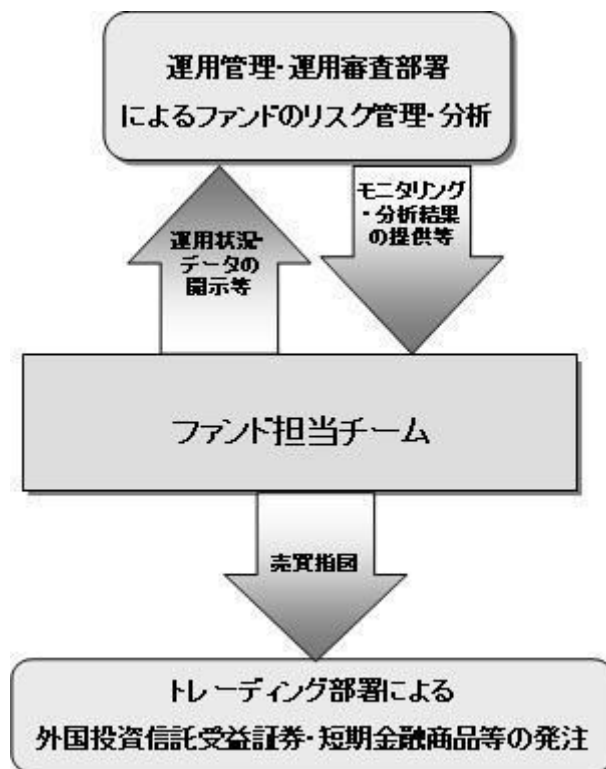 運用管理・運用審査部署
によるファンドのリスク管理・分析
運用状況・
データの
開示等
モニタリング
・分析結果
の提供等
ファンド担当チーム
売買指図
トレーディング部署による
外国投資信託受益証券・短期金融商品等の発注